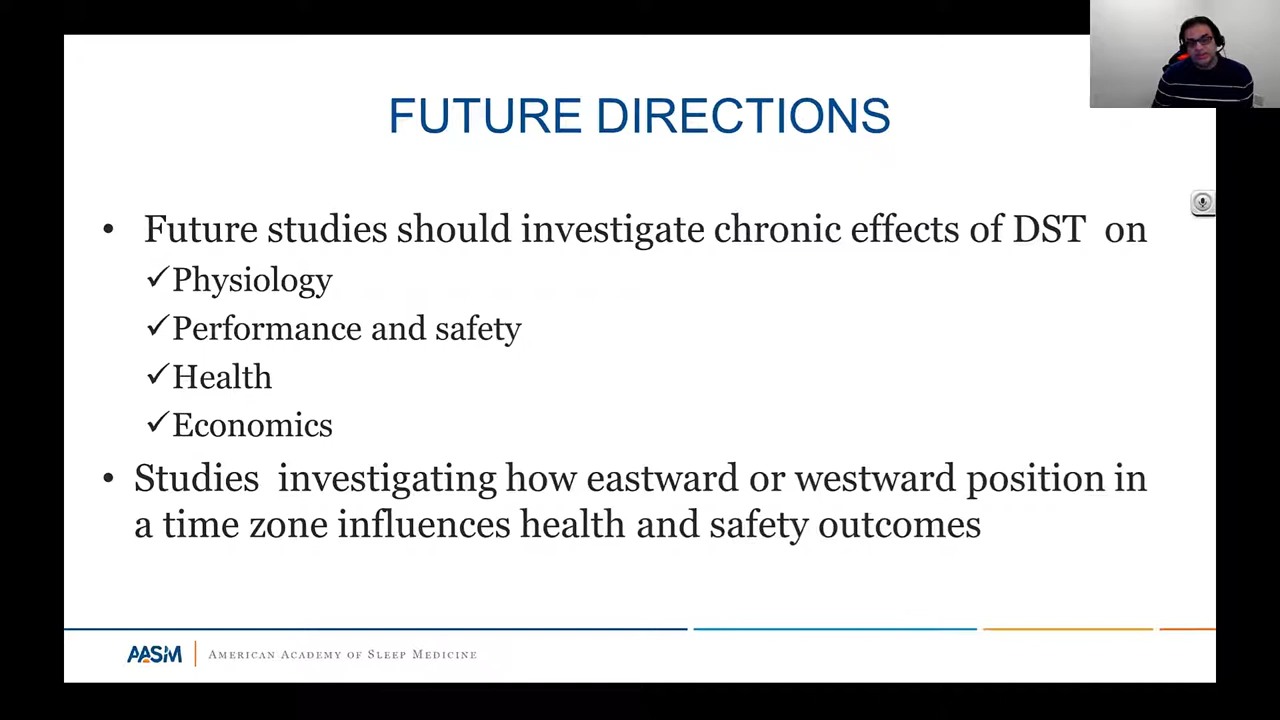 FUTURE DIRECTIONS
• Future studies should investigate chronic effects of DST on
✓Physiology
✓Performance and safety
✓Health
✓Economics
• Studies investigating how eastward or westward position in
a time zone influences health and safety outcomes
AASM | AMERICAN ACADEMY OF SLEEP MEDICINE